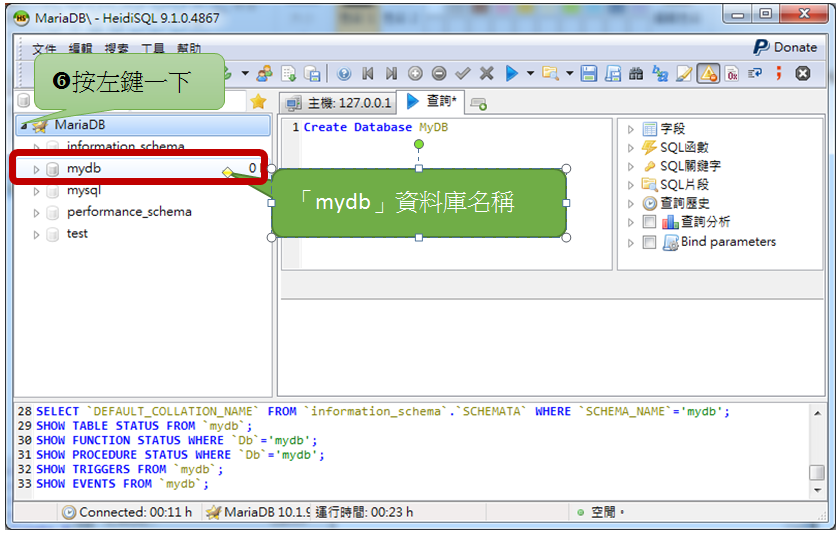 MariaDB\ - HeidiSQL 9.1.0.4867
文件 編輯 搜索 工具 幫助
Donate
❻按左鍵一下
主機: 127.0.0.1
查詢*
MariaDB
information_schema
mydb
0
mysql
performance_schema
test
1 Create Database MyDB
「mydb」資料庫名稱
字段
SQL函數
SQL關鍵字
SQL片段
查詢歷史
查詢分析
Bind parameters
28 SELECT `DEFAULT_COLLATION_NAME` FROM `information_schema`.`SCHEMATA` WHERE `SCHEMA_NAME`='mydb';
29 SHOW TABLE STATUS FROM `mydb`;
30 SHOW FUNCTION STATUS WHERE `Db`='mydb';
31 SHOW PROCEDURE STATUS WHERE `Db`='mydb';
32 SHOW TRIGGERS FROM `mydb`;
33 SHOW EVENTS FROM `mydb`;
Connected: 00:11 h
MariaDB 10.1.9
運行時間: 00:23 h
空閒。